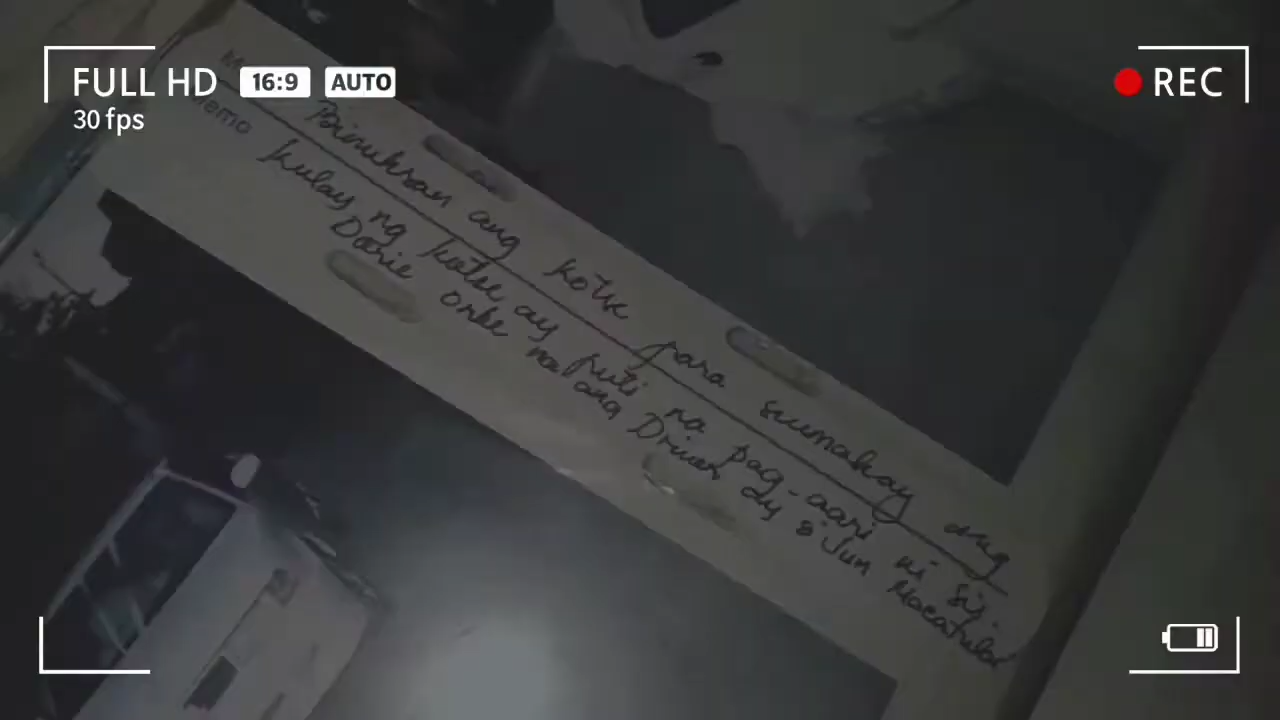 FULL HD 16:9 AUTO
30 fps
REC
Memo
Binuksan ang kotse para sumakay ang
kulay ng kotse ay puti na pag-aari ni
Danie na ang Driver ay si Jun